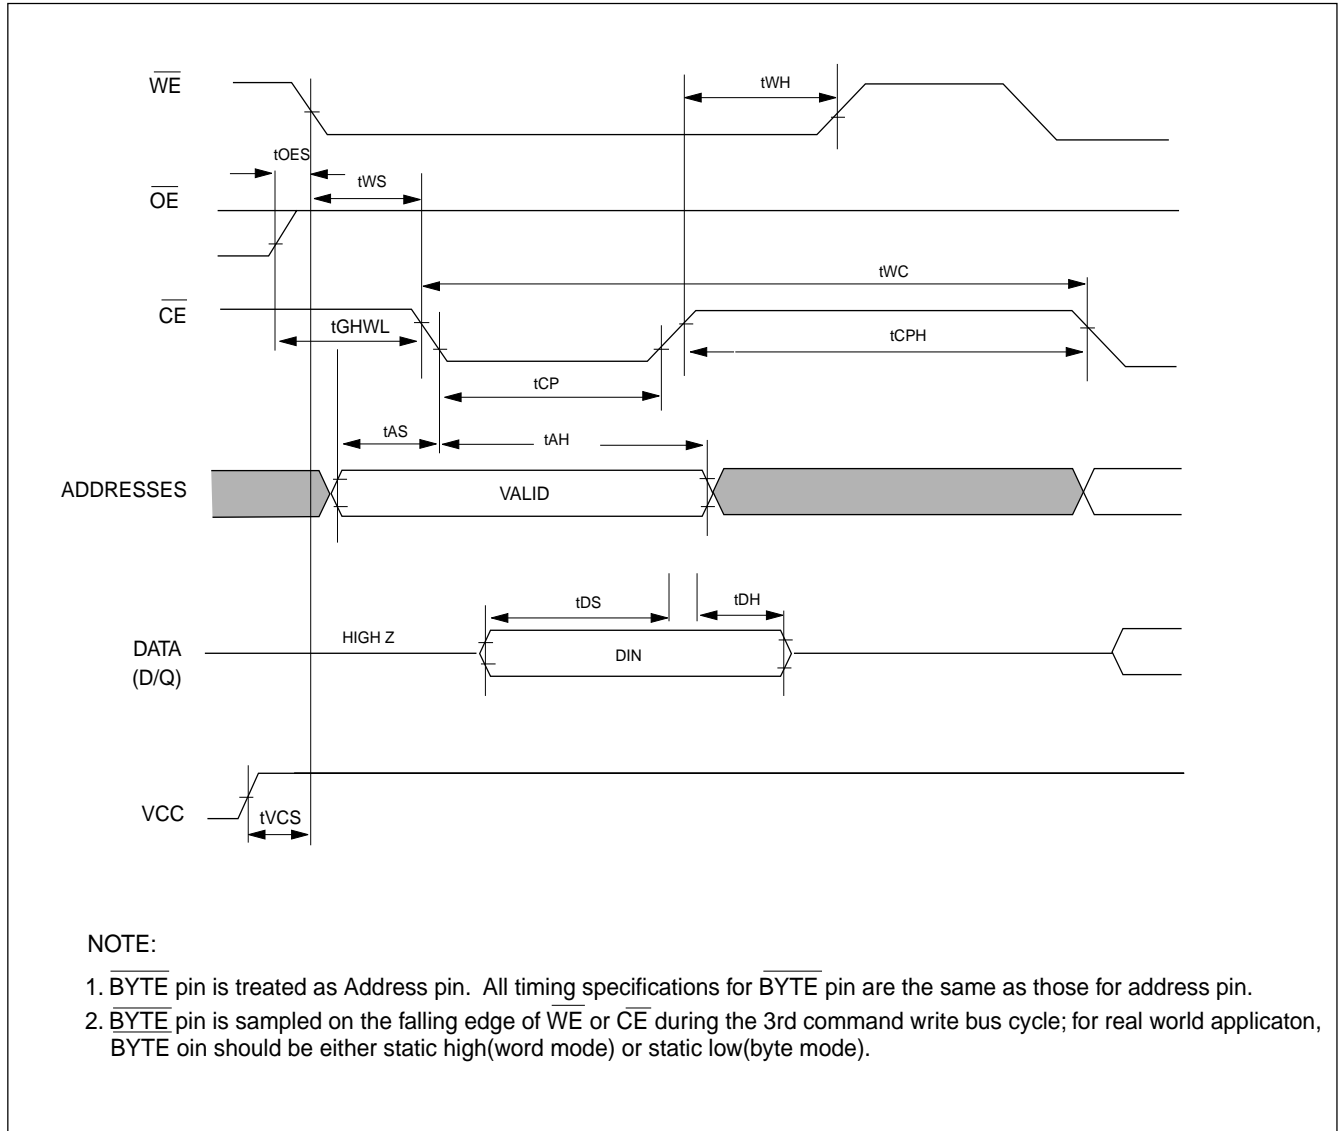 WE
tWH
tOES
tWS
OE
tWC
CE
tGHWL
tCPH
tCP
tAS
tAH
ADDRESSES
VALID
tDS
tDH
HIGH Z
DATA
(D/Q)
DIN
VCC
tVCS
NOTE:
1. BYTE pin is treated as Address pin. All timing specifications for BYTE pin are the same as those for address pin.
2. BYTE pin is sampled on the falling edge of WE or CE during the 3rd command write bus cycle; for real world applicaton,
BYTE oin should be either static high(word mode) or static low(byte mode).